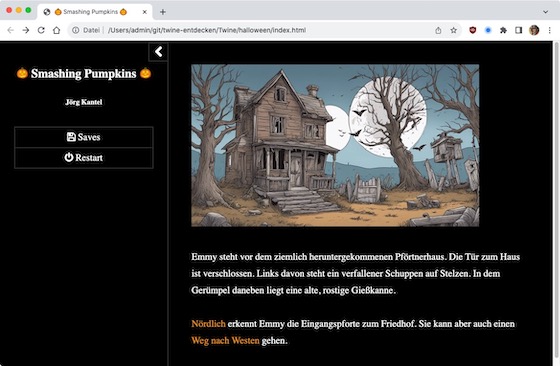 🎃 Smashing Pumpkins 🎃
Datei
/Users/admin/git/twine-entdecken/Twine/halloween/index.html
🎃 Smashing Pumpkins 🎃
Jörg Kantel
Saves
Restart
Emmy steht vor dem ziemlich heruntergekommenen Pförtnerhaus. Die Tür zum Haus
ist verschlossen. Links davon steht ein verfallener Schuppen auf Stelzen. In dem
Gerümpel daneben liegt eine alte, rostige Gießkanne.
Nördlich erkennt Emmy die Eingangspforte zum Friedhof. Sie kann aber auch einen
Weg nach Westen gehen.